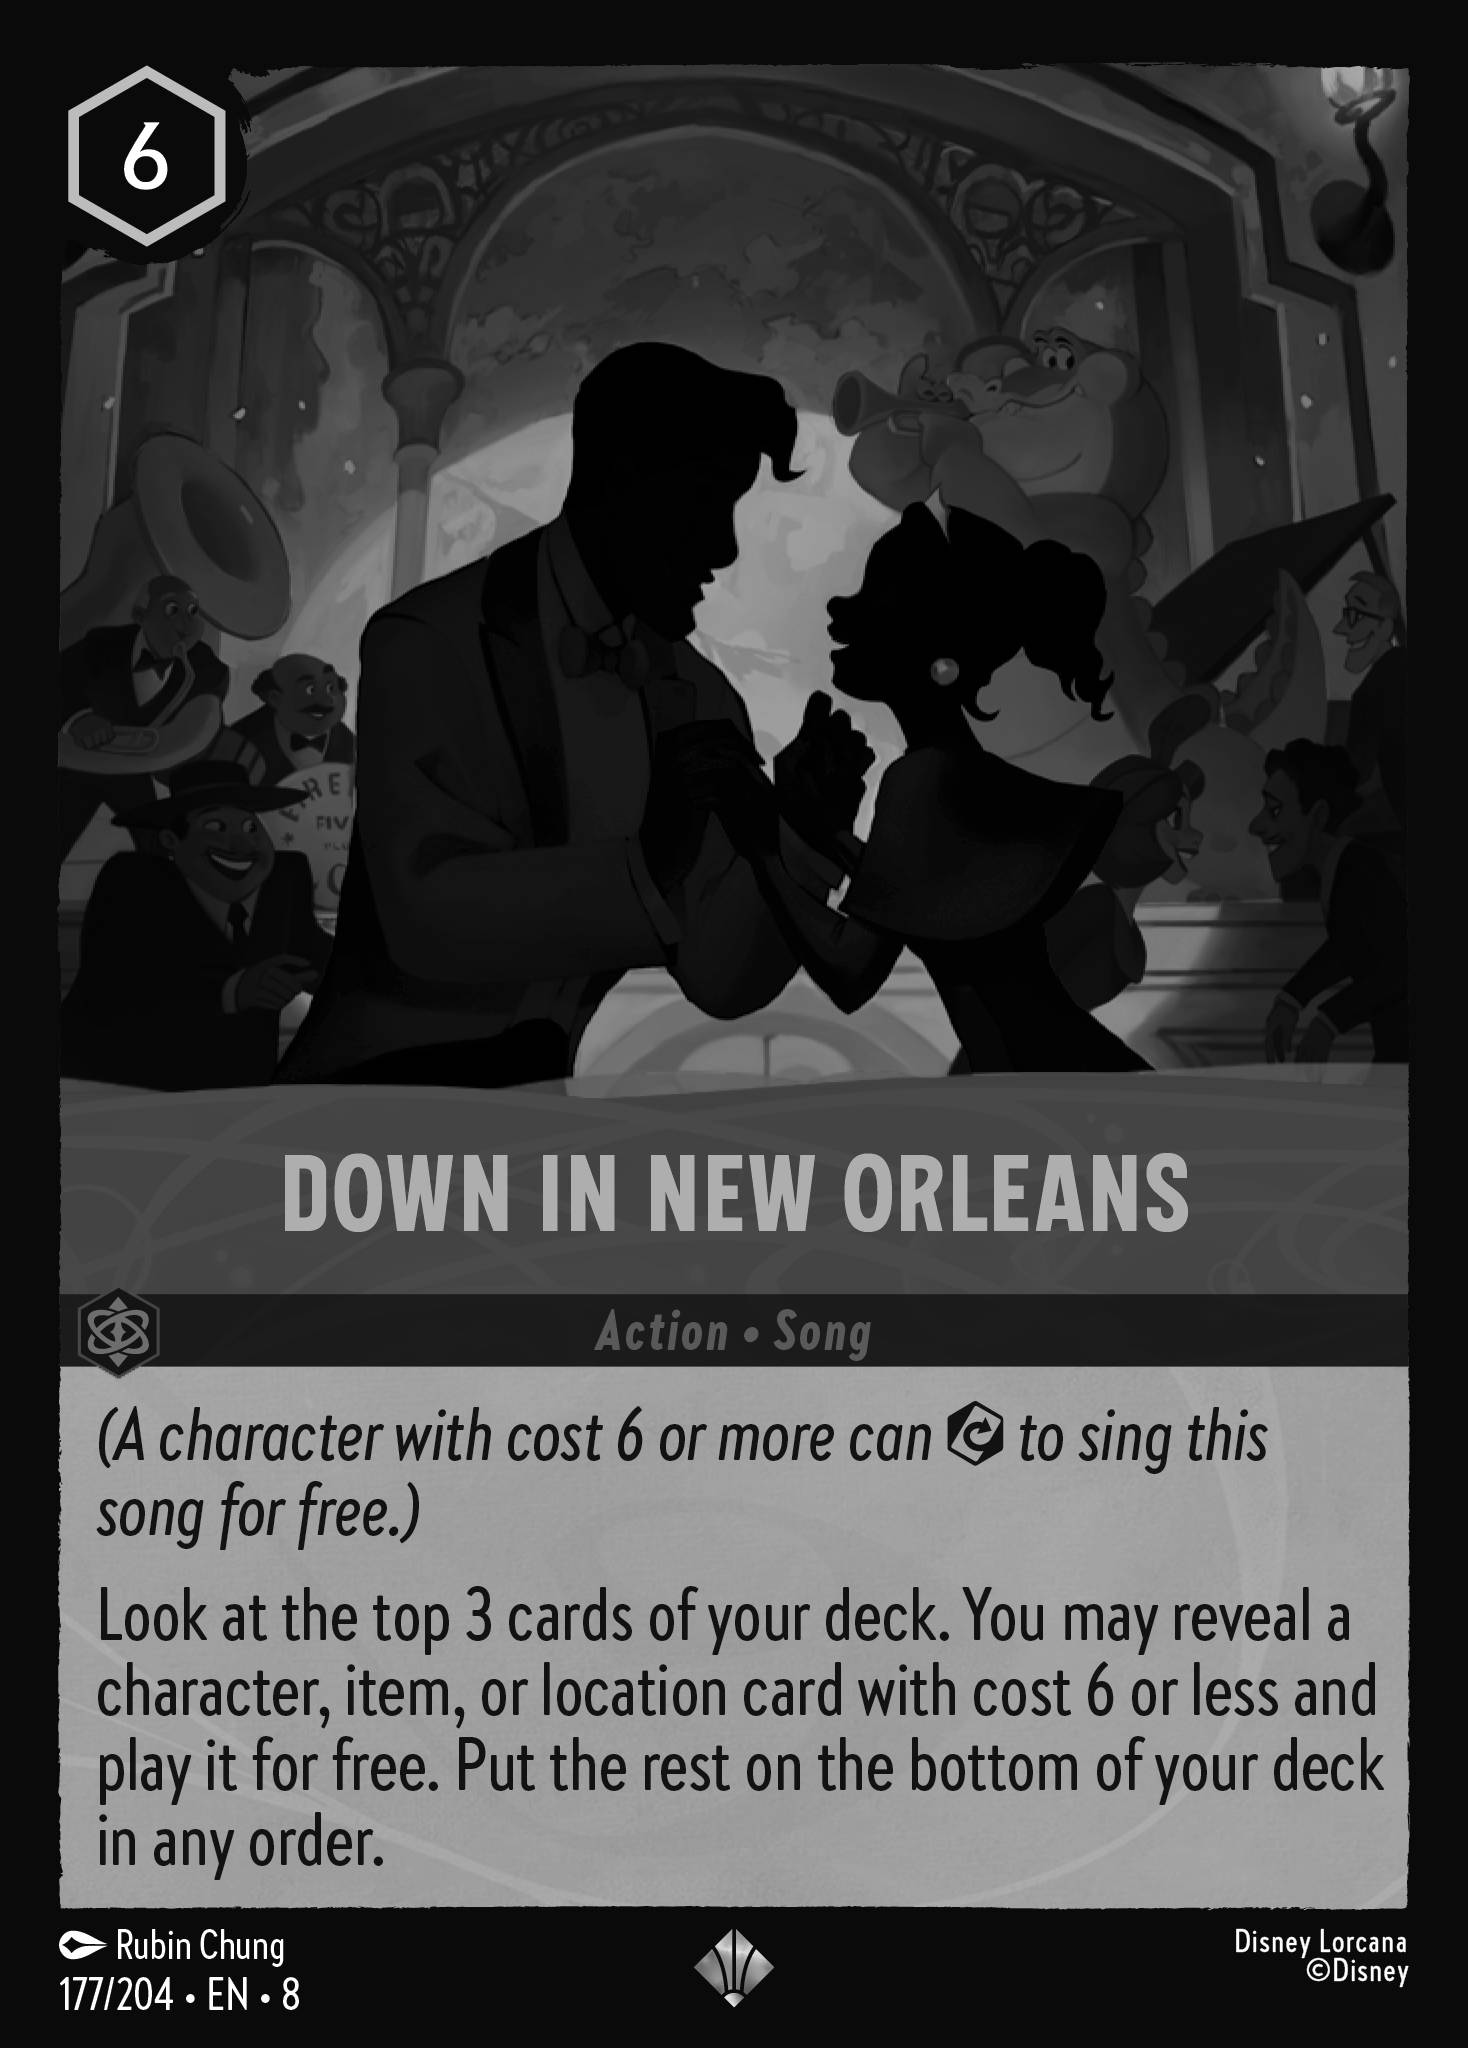 6
FIREF
FIVE
DOWN IN NEW ORLEANS
Action • Song
(A character with cost 6 or more can to sing this
song for free.)
Look at the top 3 cards of your deck. You may reveal a
character, item, or location card with cost 6 or less and
play it for free. Put the rest on the bottom of your deck
in any order.
Rubin Chung
Disney Lorcana
©Disney
177/204 • EN • 8